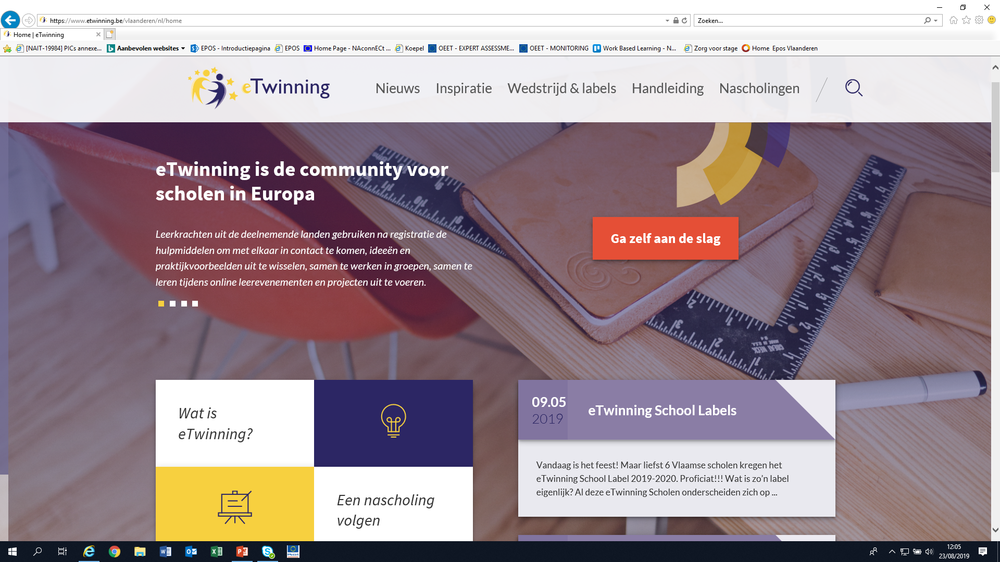 https://www.etwinning.be/vlaanderen/nl/home
Zoeken...
Home | eTwinning
[NAIT-19984] PICs annexe...
Aanbevolen websites
EPOS - Introductiepagina
EPOS
Home Page - NAconnECt ...
Koepel
OEET - EXPERT ASSESSME...
OEET - MONITORING
Work Based Learning - N...
Zorg voor stage
Home Epos Vlaanderen
eTwinning
Nieuws
Inspiratie
Wedstrijd & labels
Handleiding
Nascholingen
eTwinning is de community voor
scholen in Europa
Leerkrachten uit de deelnemende landen gebruiken na registratie de
hulpmiddelen om met elkaar in contact te komen, ideeën en
praktijkvoorbeelden uit te wisselen, samen te werken in groepen, samen te
leren tijdens online leerevenementen en projecten uit te voeren.
Ga zelf aan de slag
Wat is
eTwinning?
Een nascholing
volgen
09.05
2019
eTwinning School Labels
Vandaag is het feest! Maar liefst 6 Vlaamse scholen kregen het
eTwinning School Label 2019-2020. Proficiat!!! Wat is zo’n label
eigenlijk? Al deze eTwinning Scholen onderscheiden zich op ...
12:05
23/08/2019